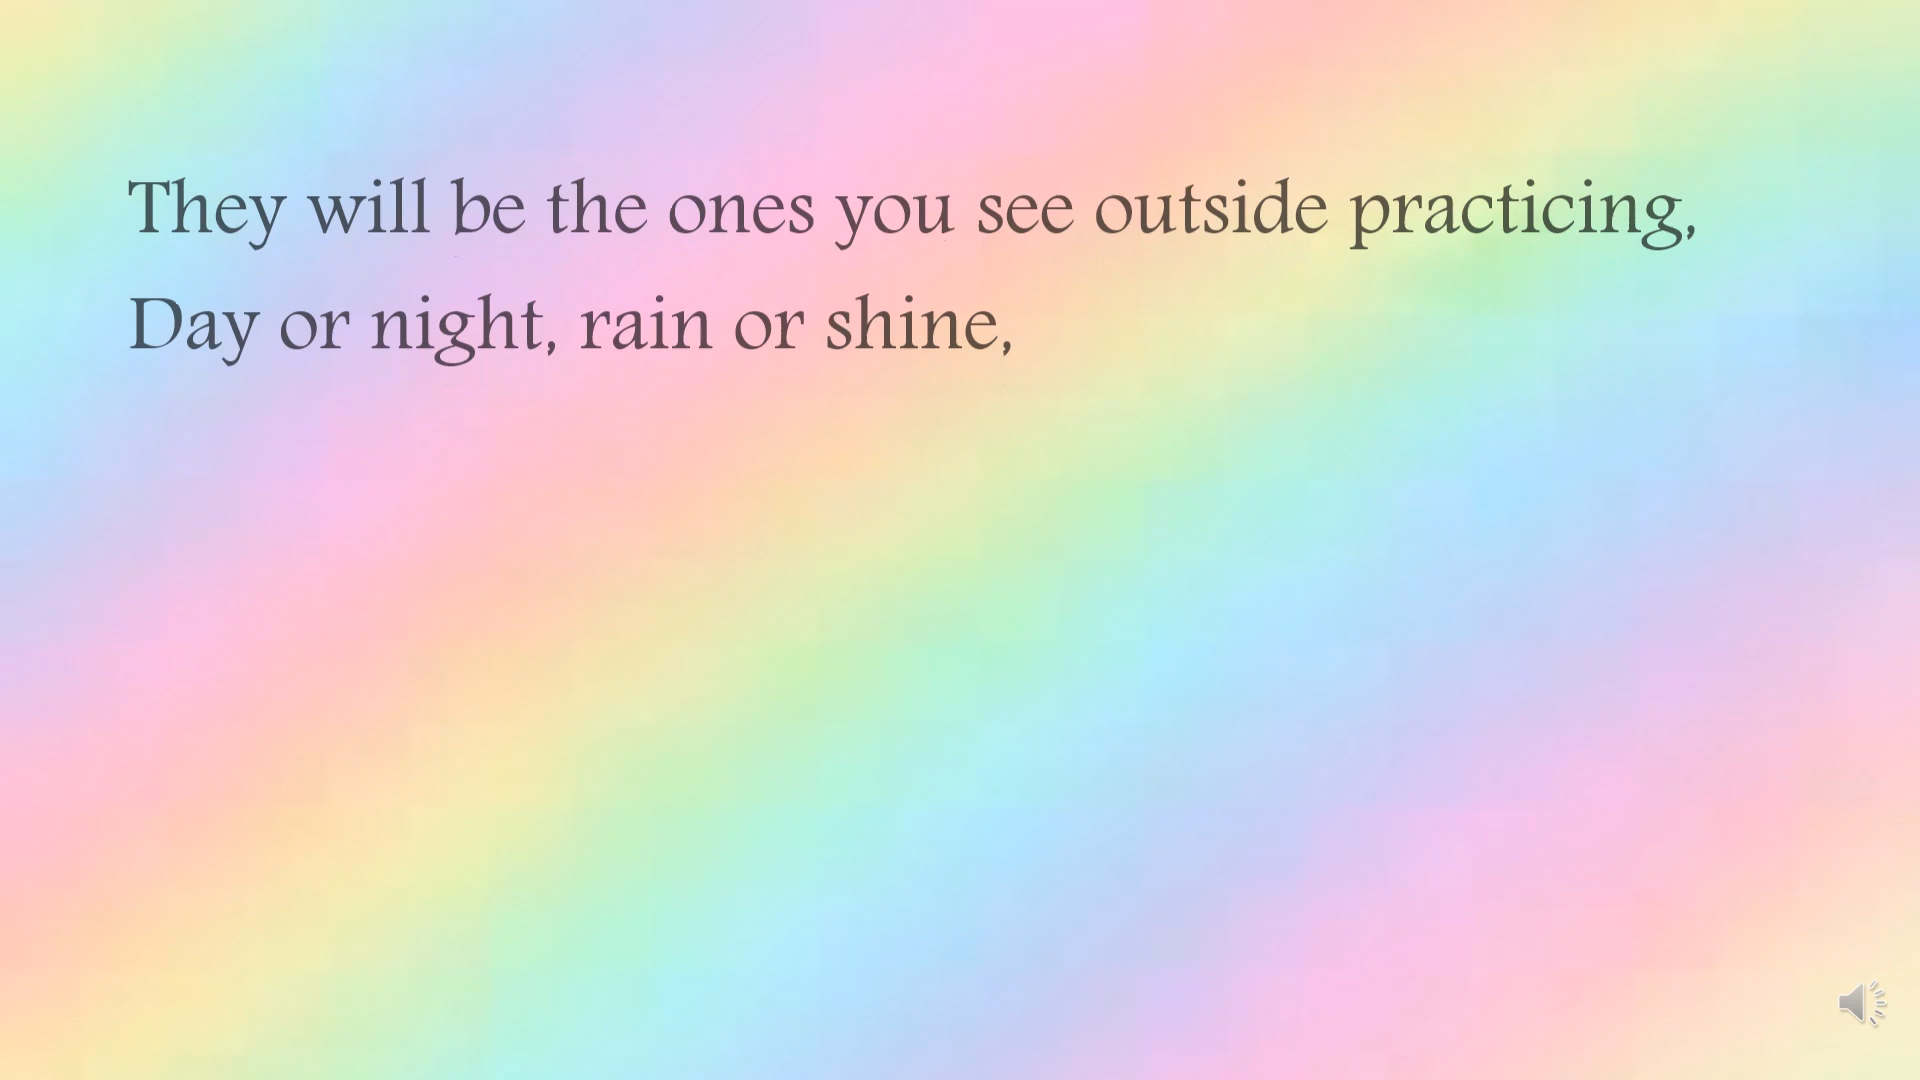 They will be the ones you see outside practicing,
Day or night, rain or shine,